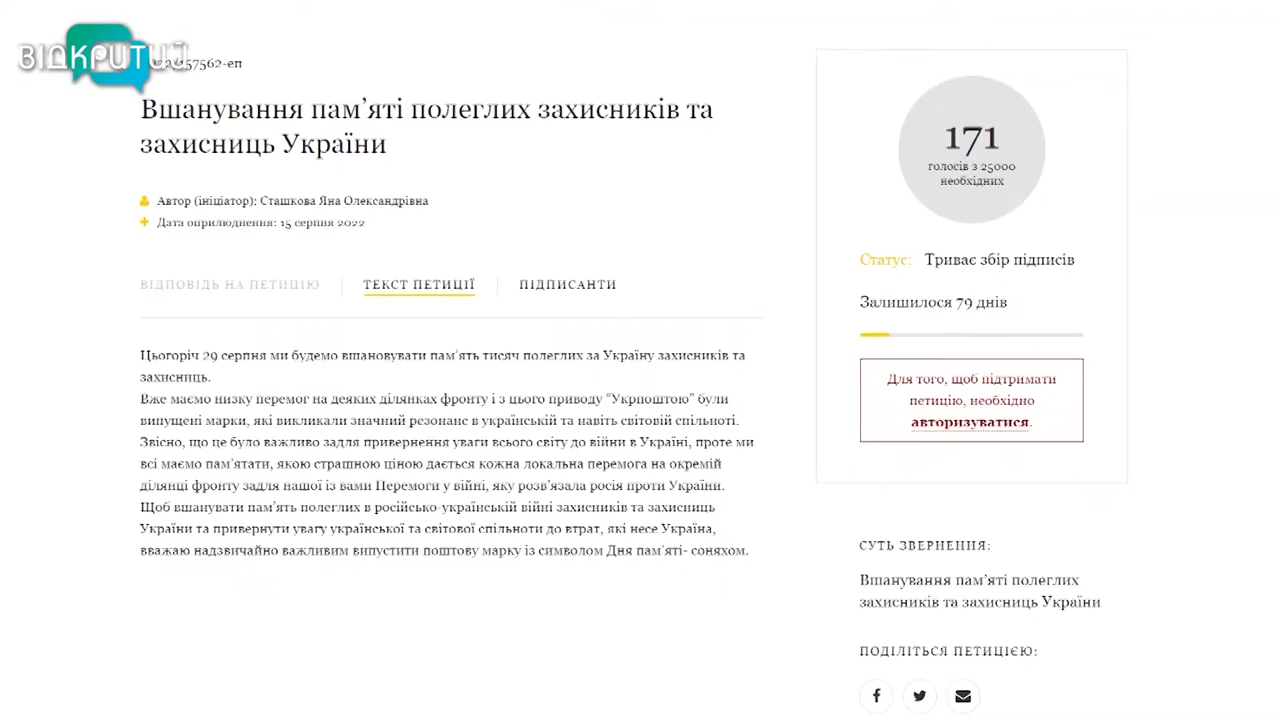 ВІДКРИТИЙ
157562-еп
Вшанування пам’яті полеглих захисників та
захисниць України
Автор (ініціатор): Сташкова Яна Олександрівна
Дата оприлюднення: 15 серпня 2022
ВІДПОВІДЬ НА ПЕТИЦІЮ
ТЕКСТ ПЕТИЦІЇ
ПІДПИСАНТИ
Цьогоріч 29 серпня ми будемо вшановувати пам’ять тисяч полеглих за Україну захисників та
захисниць.
Вже маємо низку перемог на деяких ділянках фронту і з цього приводу “Укрпоштою” були
випущені марки, які викликали значний резонанс в українській та навіть світовій спільноті.
Звісно, що це було важливо задля привернення уваги всього світу до війни в Україні, проте ми
всі маємо пам’ятати, якою страшною ціною дається кожна локальна перемога на окремій
ділянці фронту задля нашої із вами Перемоги у війні, яку розв’язала росія проти України.
Щоб вшанувати пам’ять полеглих в російсько-українській війні захисників та захисниць
України та привернути увагу української та світової спільноти до втрат, які несе Україна,
вважаю надзвичайно важливим випустити поштову марку із символом Дня пам’яті- соняхом.
171
голосів з 25000
необхідних
Статус: Триває збір підписів
Залишилося 79 днів
Для того, щоб підтримати
петицію, необхідно
авторизуватися.
СУТЬ ЗВЕРНЕННЯ:
Вшанування пам’яті полеглих
захисників та захисниць України
ПОДІЛІТЬСЯ ПЕТИЦІЄЮ: